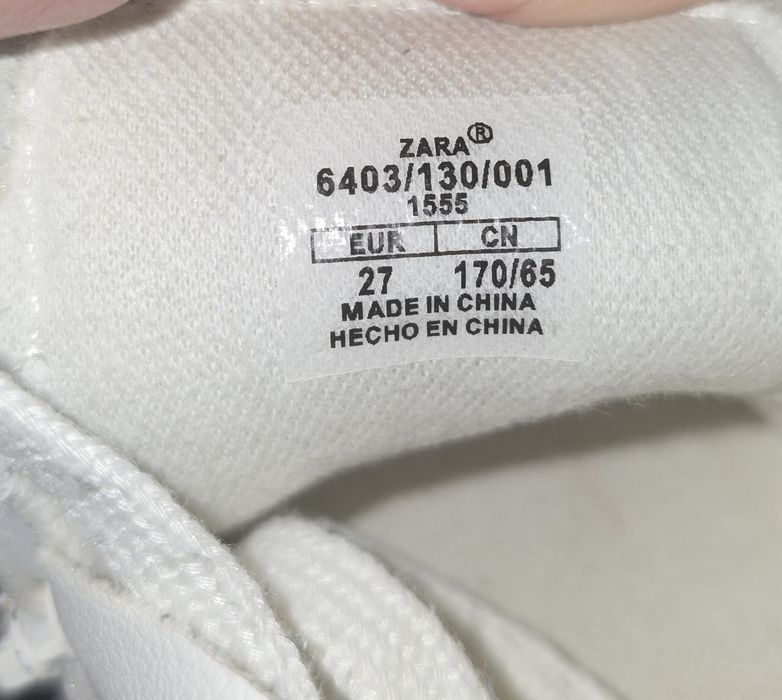 ZARA®
6403/130/001
1555
EUR CN
27 170/65
MADE IN CHINA
HECHO EN CHINA